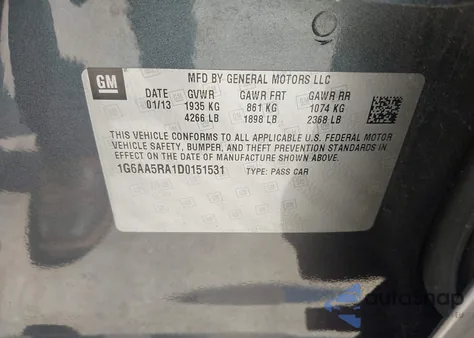 MFD BY GENERAL MOTORS LLC
GM
DATE GVWR GAWR FRT GAWR RR
01/13 1935 KG 861 KG 1074 KG
4266 LB 1898 LB 2368 LB
THIS VEHICLE CONFORMS TO ALL APPLICABLE U.S. FEDERAL MOTOR
VEHICLE SAFETY, BUMPER, AND THEFT PREVENTION STANDARDS
IN EFFECT ON THE DATE OF MANUFACTURE SHOWN ABOVE.
1G6AA5RA1D0151531 TYPE: PASS CAR
autosnap